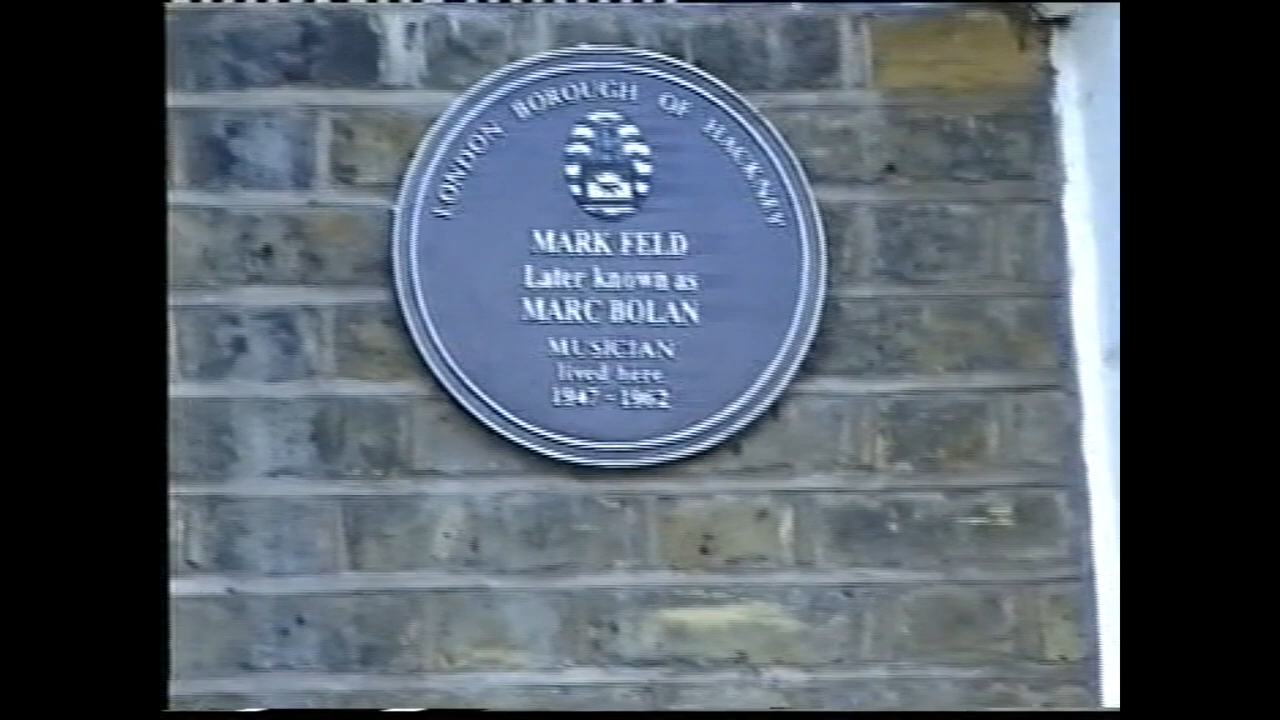 LONDON BOROUGH OF HACKNEY
MARK FELD
Later known as
MARC BOLAN
MUSICIAN
lived here
1947 - 1962